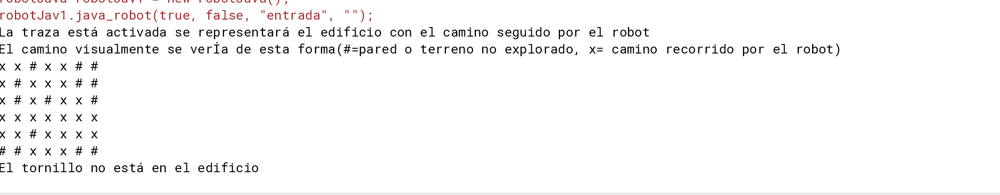 robotJav1.java_robot(true, false, "entrada", "");
La traza está activada se representará el edificio con el camino seguido por el robot
El camino visualmente se verÍa de esta forma(#=pared o terreno no explorado, x= camino recorrido por el robot)
x x # x x # #
x # x x x # #
x # x # x x #
x x x x x x x
x x # x x x x
# # x x x # #
El tornillo no está en el edificio